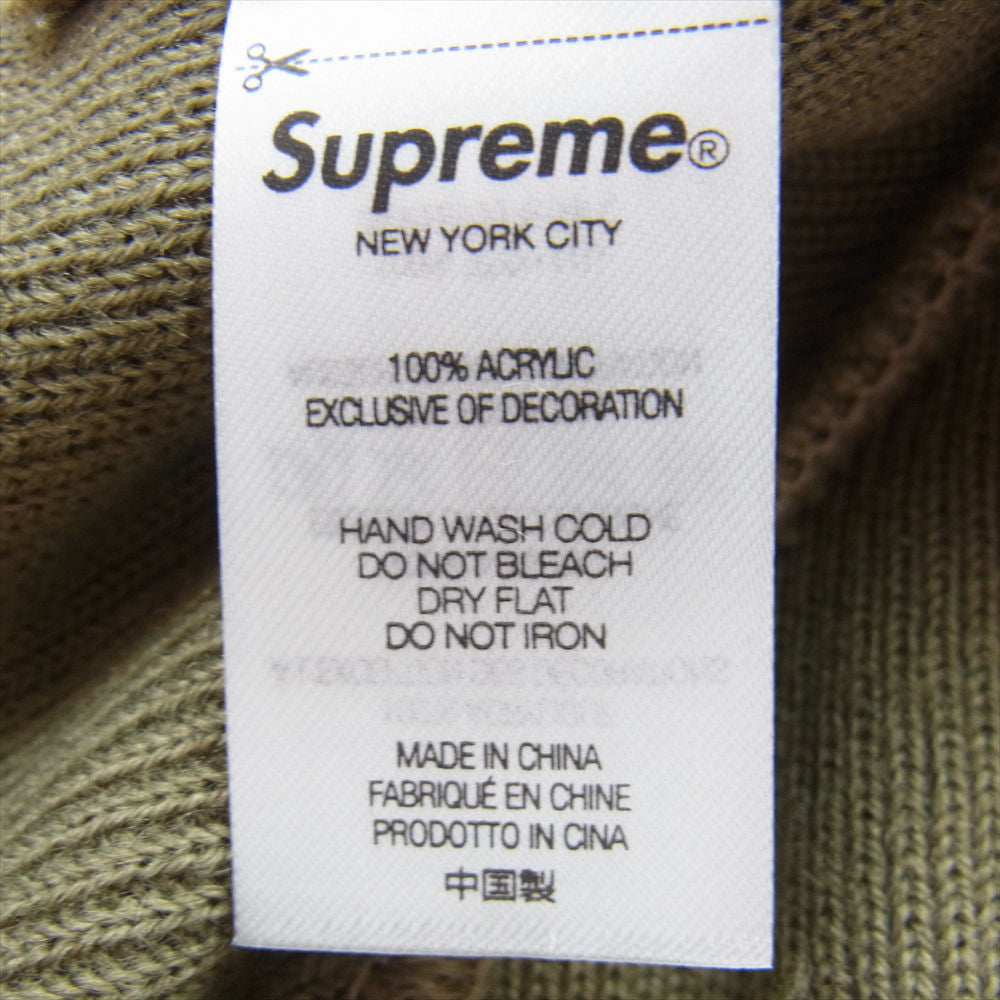 Supreme®
NEW YORK CITY
100% ACRYLIC
EXCLUSIVE OF DECORATION
HAND WASH COLD
DO NOT BLEACH
DRY FLAT
DO NOT IRON
MADE IN CHINA
FABRIQUÉ EN CHINE
PRODOTTO IN CINA
中国製